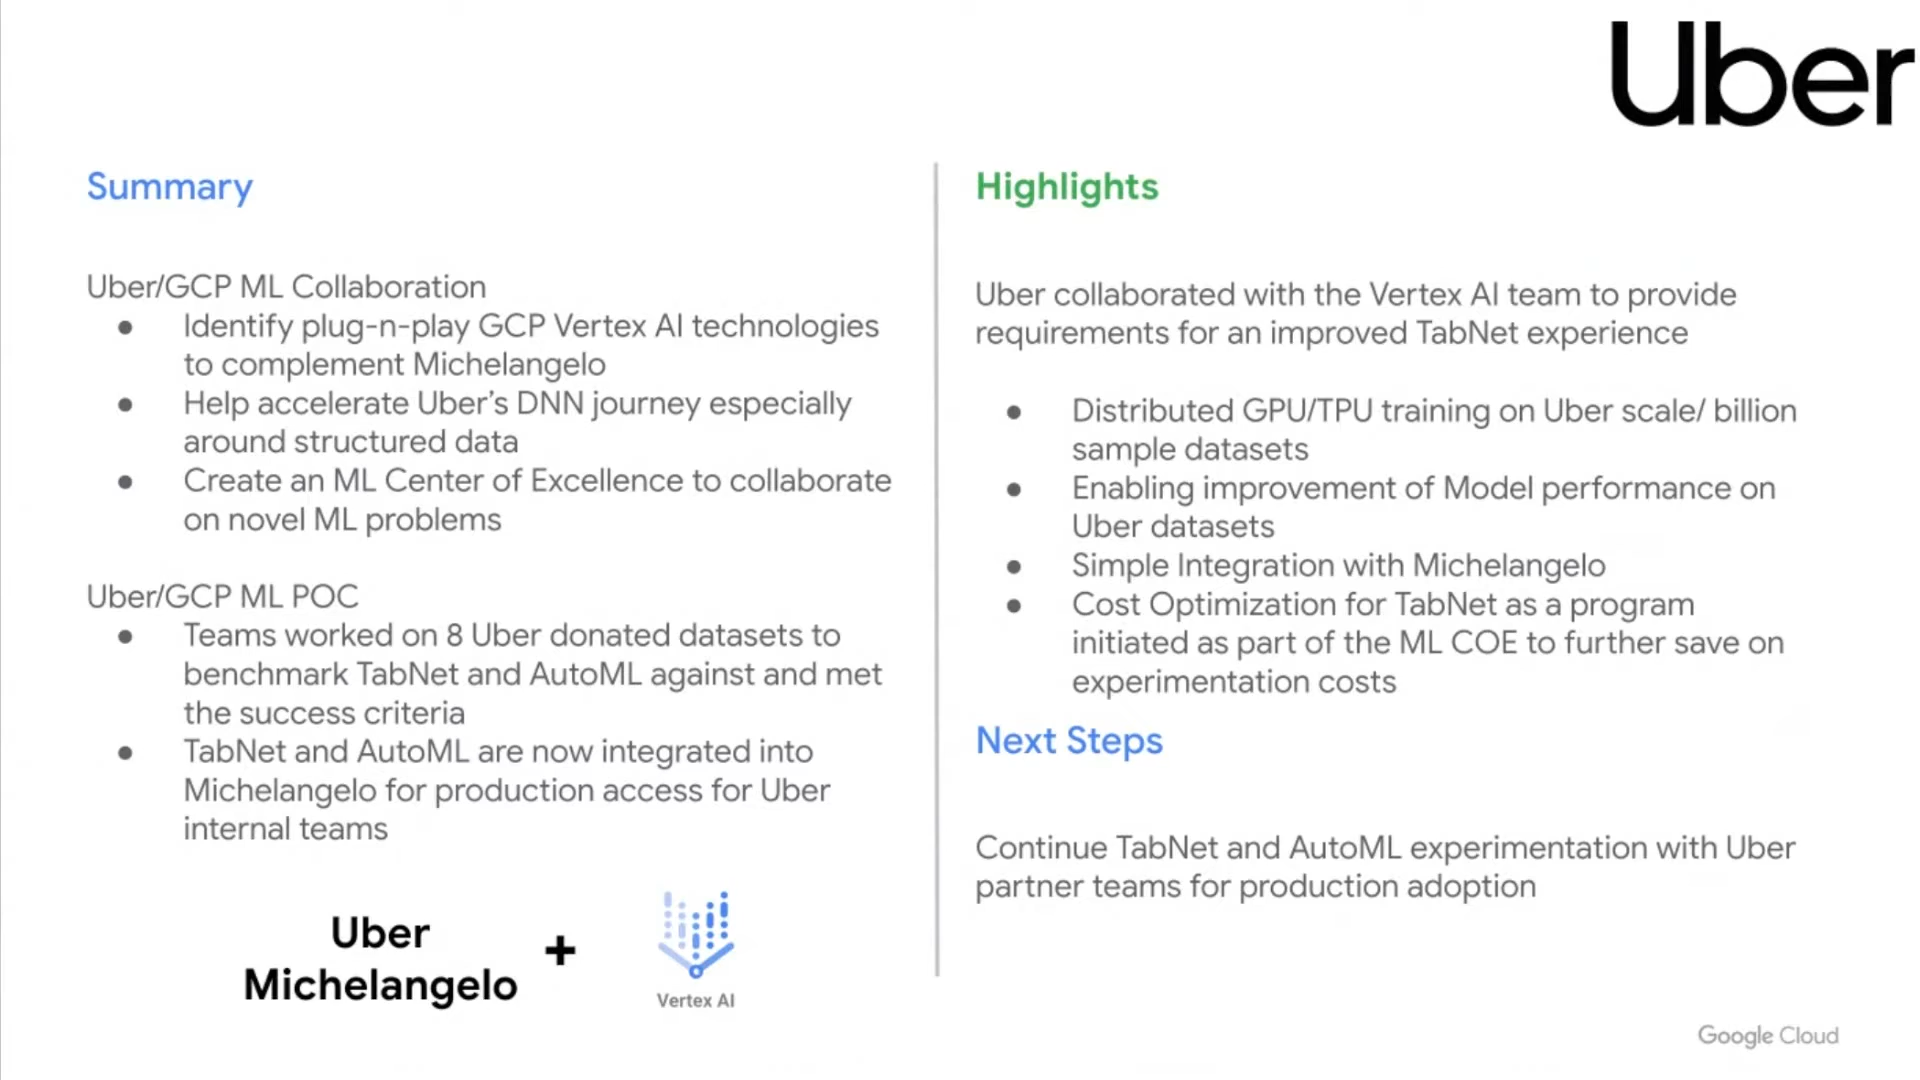 Uber
Summary
Uber/GCP ML Collaboration
● Identify plug-n-play GCP Vertex AI technologies
to complement Michelangelo
● Help accelerate Uber's DNN journey especially
around structured data
● Create an ML Center of Excellence to collaborate
on novel ML problems
Uber/GCP ML POC
● Teams worked on 8 Uber donated datasets to
benchmark TabNet and AutoML against and met
the success criteria
● TabNet and AutoML are now integrated into
Michelangelo for production access for Uber
internal teams
Uber
Michelangelo
+
Vertex AI
Highlights
Uber collaborated with the Vertex AI team to provide
requirements for an improved TabNet experience
● Distributed GPU/TPU training on Uber scale/ billion
sample datasets
● Enabling improvement of Model performance on
Uber datasets
● Simple Integration with Michelangelo
● Cost Optimization for TabNet as a program
initiated as part of the ML COE to further save on
experimentation costs
Next Steps
Continue TabNet and AutoML experimentation with Uber
partner teams for production adoption
Google Cloud